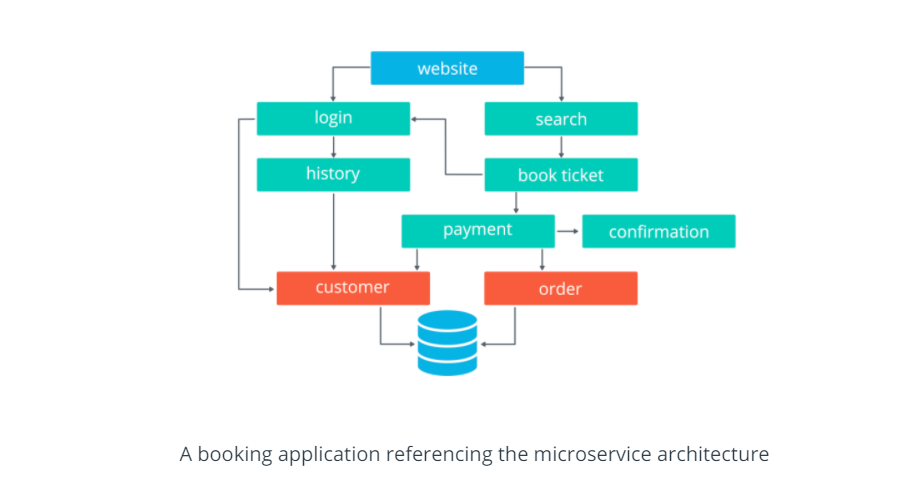 website
login
search
history
book ticket
payment
confirmation
customer
order
A booking application referencing the microservice architecture